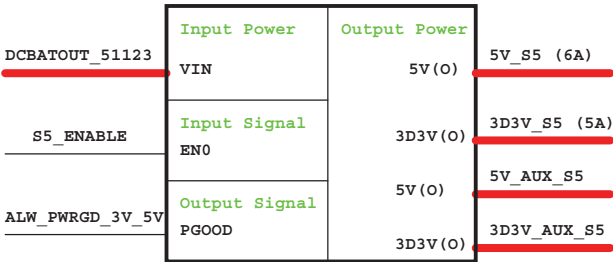 Input Power
Output Power
DCBATOUT_51123
VIN
5V(O)
5V_S5 (6A)
Input Signal
S5_ENABLE
EN0
3D3V(O)
3D3V_S5 (5A)
5V(O)
5V_AUX_S5
Output Signal
ALW_PWRGD_3V_5V
PGOOD
3D3V(O)
3D3V_AUX_S5